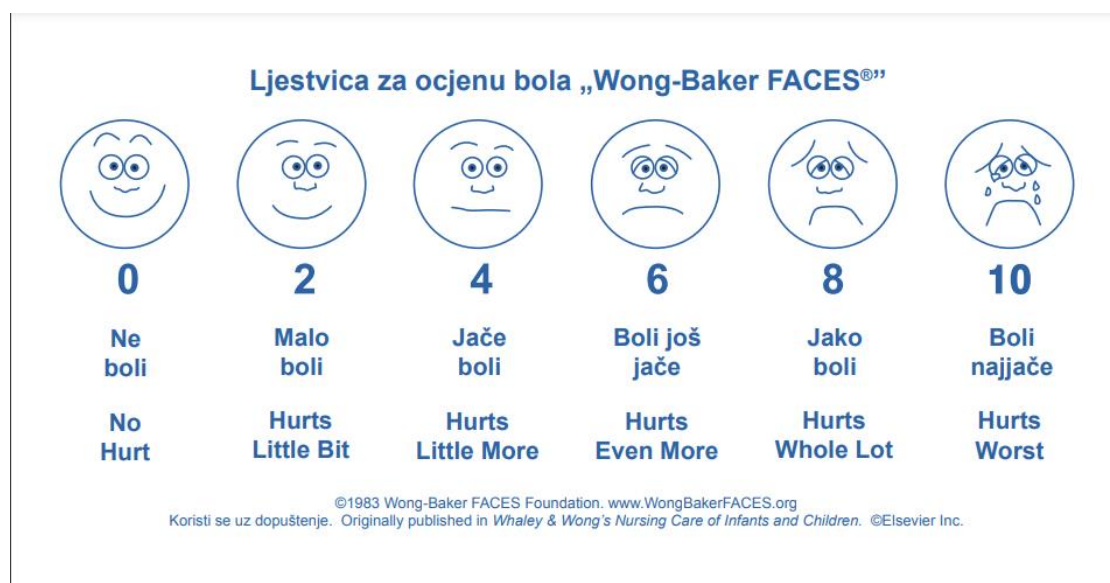 Ljestvica za ocjenu bola „Wong-Baker FACES®”
0 2 4 6 8 10
Ne Malo Jače Boli još Jako Boli
boli boli boli jače boli najjače
No Hurts Hurts Hurts Hurts Hurts
Hurt Little Bit Little More Even More Whole Lot Worst
©1983 Wong-Baker FACES Foundation. www.WongBakerFACES.org
Koristi se uz dopuštenje. Originally published in Whaley & Wong’s Nursing Care of Infants and Children. ©Elsevier Inc.